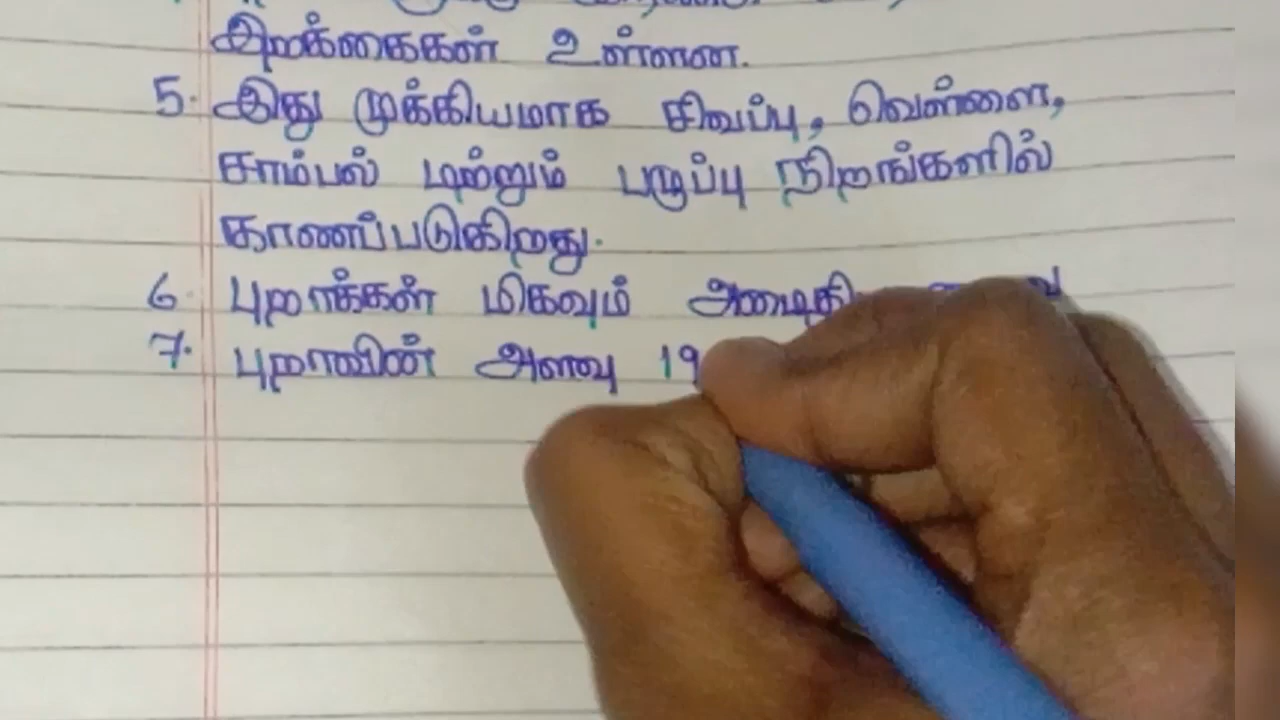 இறக்கைகள் உள்ளன.
5. இது முக்கியமாக சிவப்பு, வெள்ளை,
சாம்பல் மற்றும் பழுப்பு நிறங்களில்
காணப்படுகிறது.
6. புறாக்கள் மிகவும்
7. புறாவின் அளவு 19